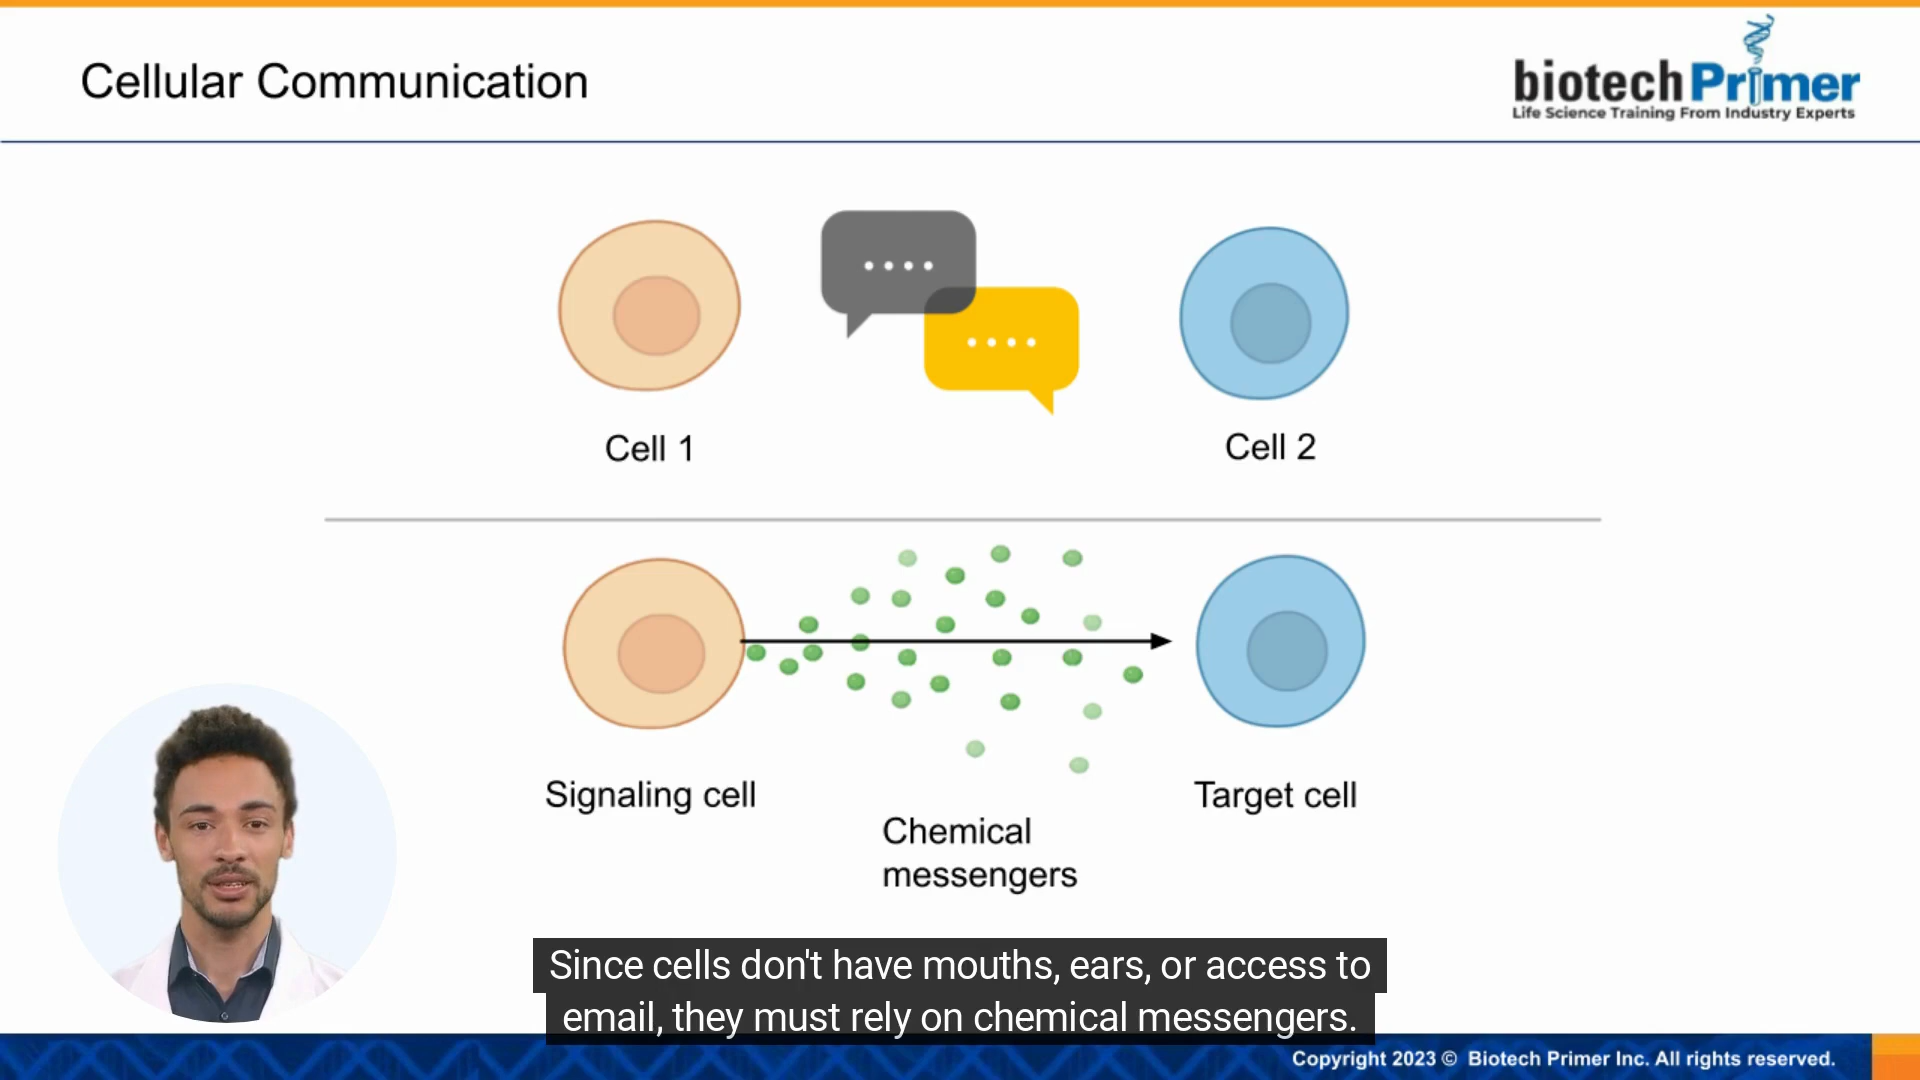 Cellular Communication
biotech Primer
Life Science Training From Industry Experts
Cell 1
Cell 2
Signaling cell
Target cell
Chemical
messengers
Since cells don't have mouths, ears, or access to
email, they must rely on chemical messengers.
Copyright 2023 © Biotech Primer Inc. All rights reserved.